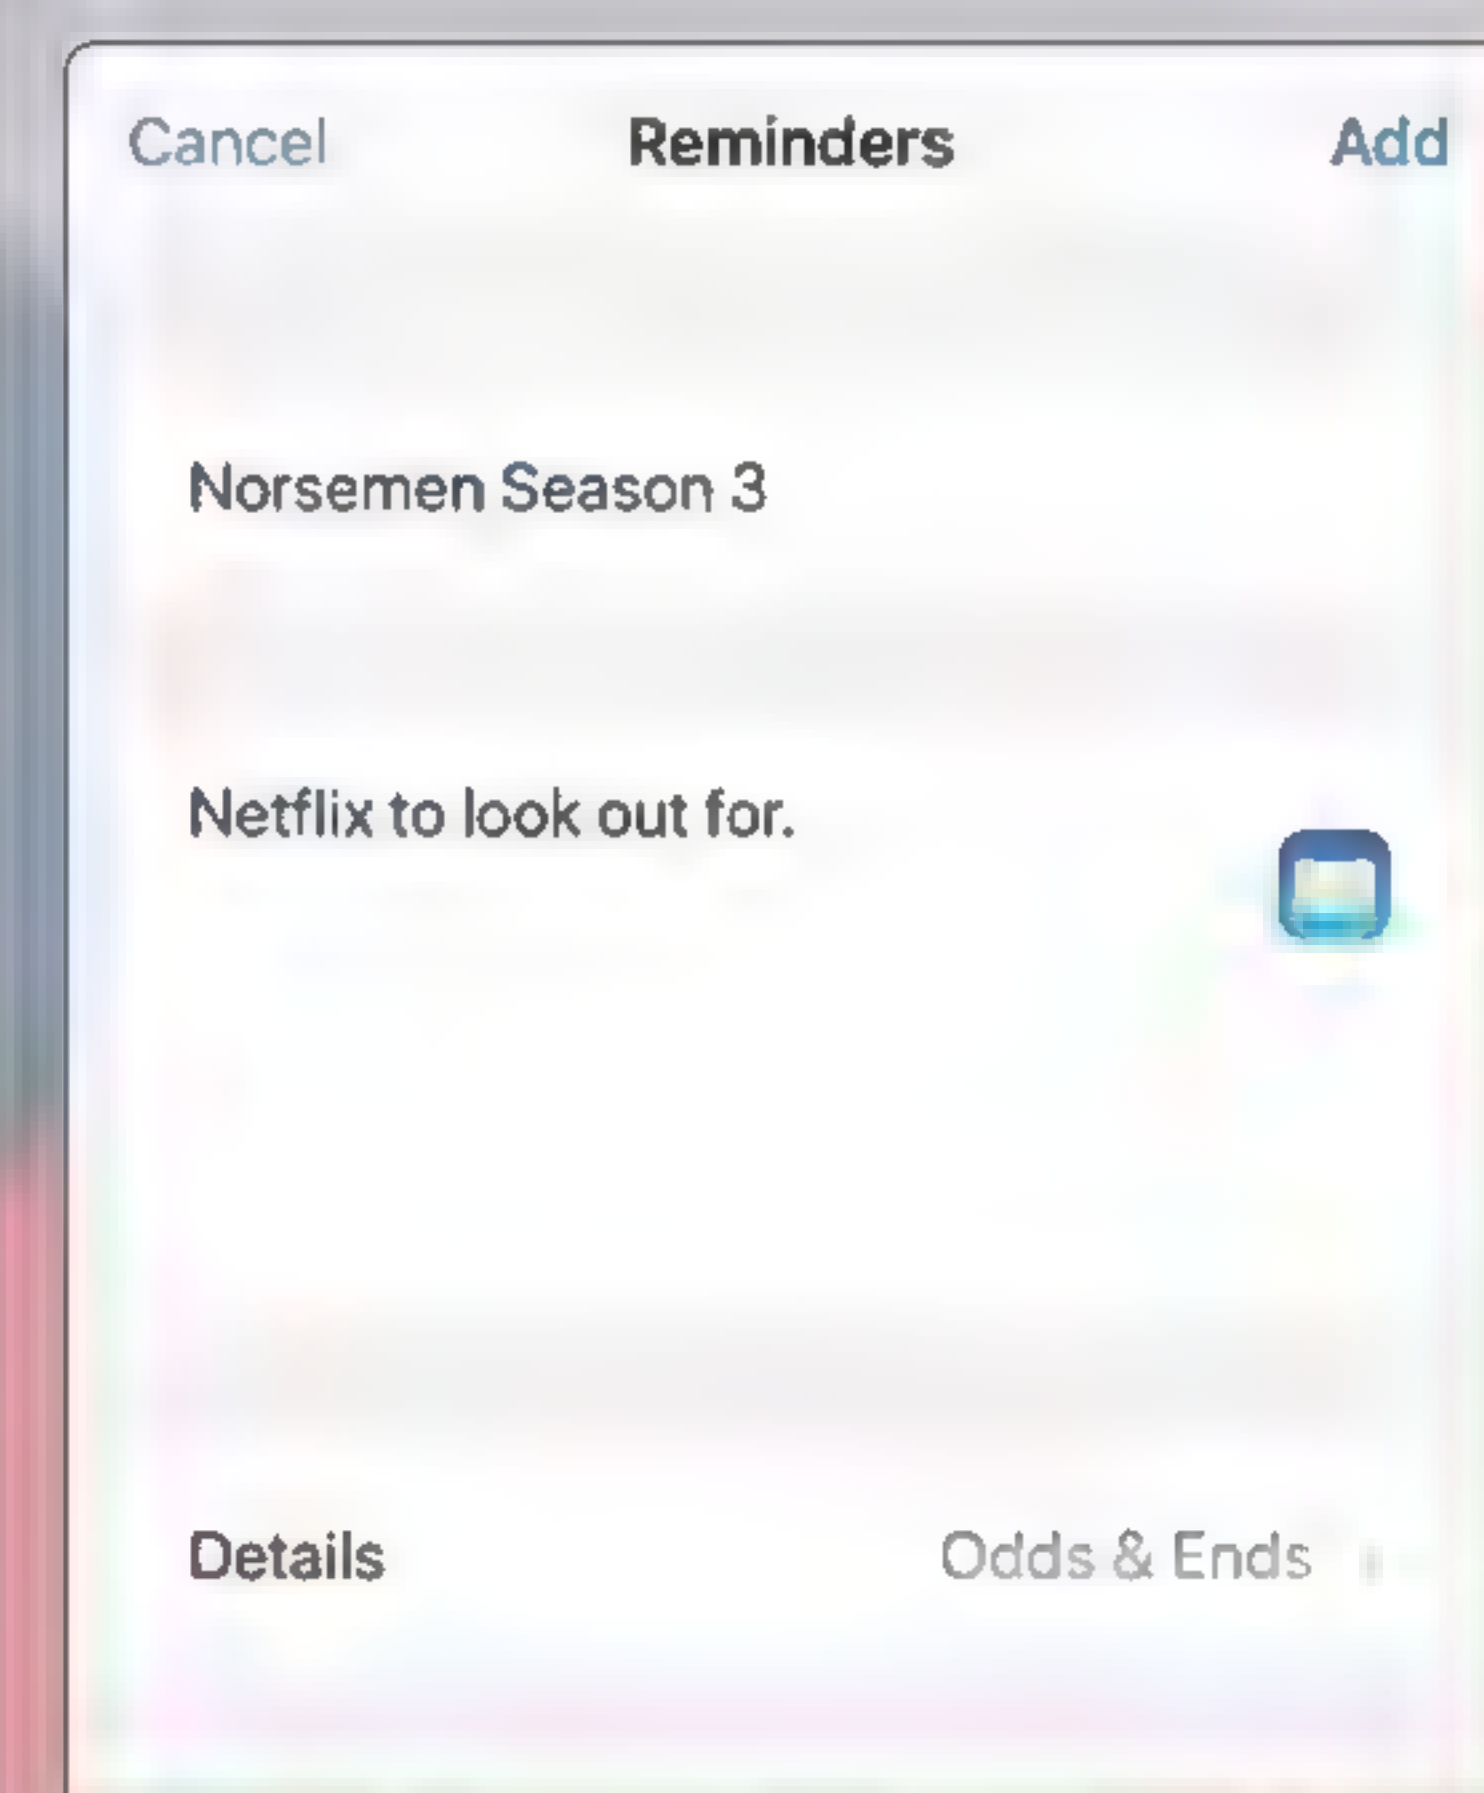 Cancel Reminders Add
Norsemen Season 3
Netflix to look out for.
Details Odds & Ends